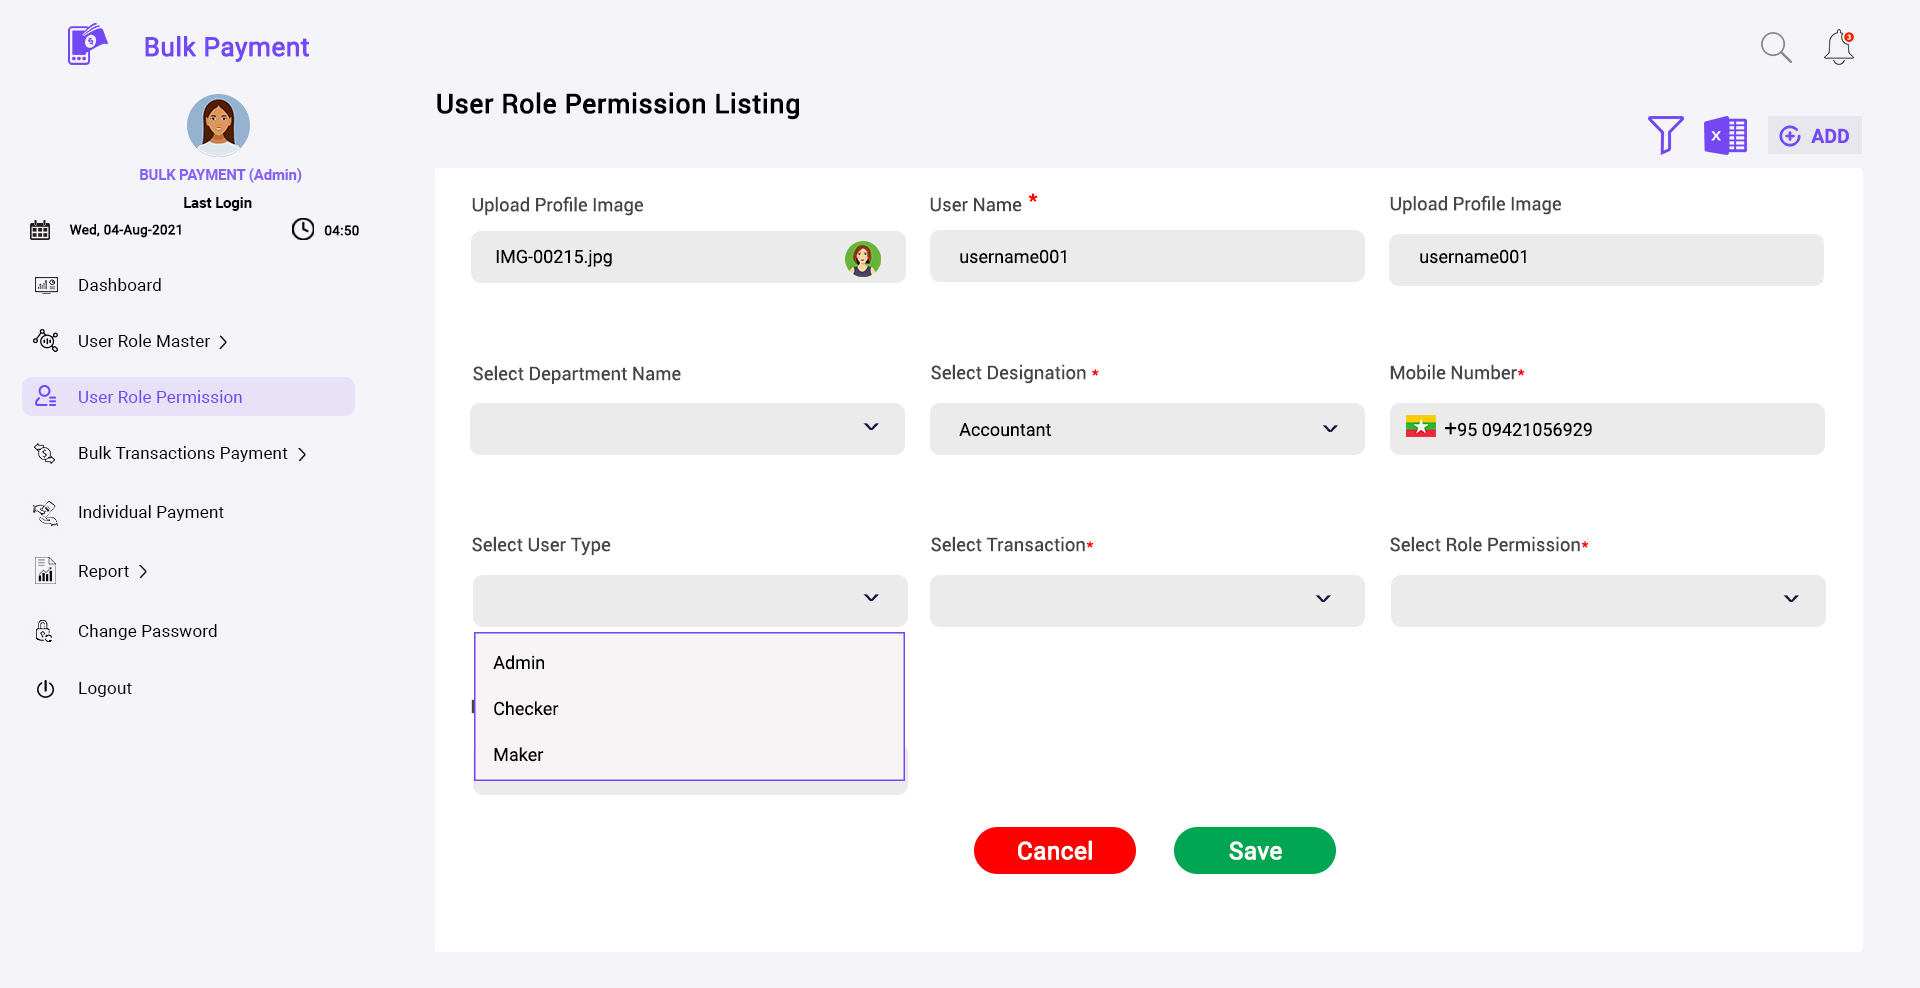 Bulk Payment
3
BULK PAYMENT (Admin)
Last Login
Wed, 04-Aug-2021
04:50
Dashboard
User Role Master
User Role Permission
Bulk Transactions Payment
Individual Payment
Report
Change Password
Logout
User Role Permission Listing
X
ADD
Upload Profile Image
User Name *
Upload Profile Image
IMG-00215.jpg
username001
username001
Select Department Name
Select Designation *
Mobile Number*
Accountant
+95 09421056929
Select User Type
Select Transaction*
Select Role Permission*
Admin
Checker
Maker
Cancel
Save